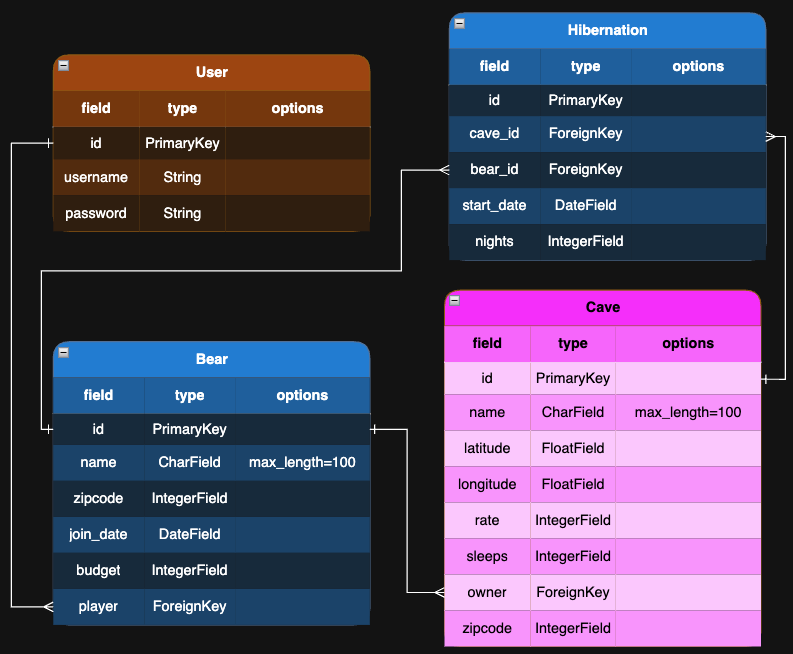 User
field type options
id PrimaryKey
username String
password String
Hibernation
field type options
id PrimaryKey
cave_id ForeignKey
bear_id ForeignKey
start_date DateField
nights IntegerField
Bear
field type options
id PrimaryKey
name CharField max_length=100
zipcode IntegerField
join_date DateField
budget IntegerField
player ForeignKey
Cave
field type options
id PrimaryKey
name CharField max_length=100
latitude FloatField
longitude FloatField
rate IntegerField
sleeps IntegerField
owner ForeignKey
zipcode IntegerField